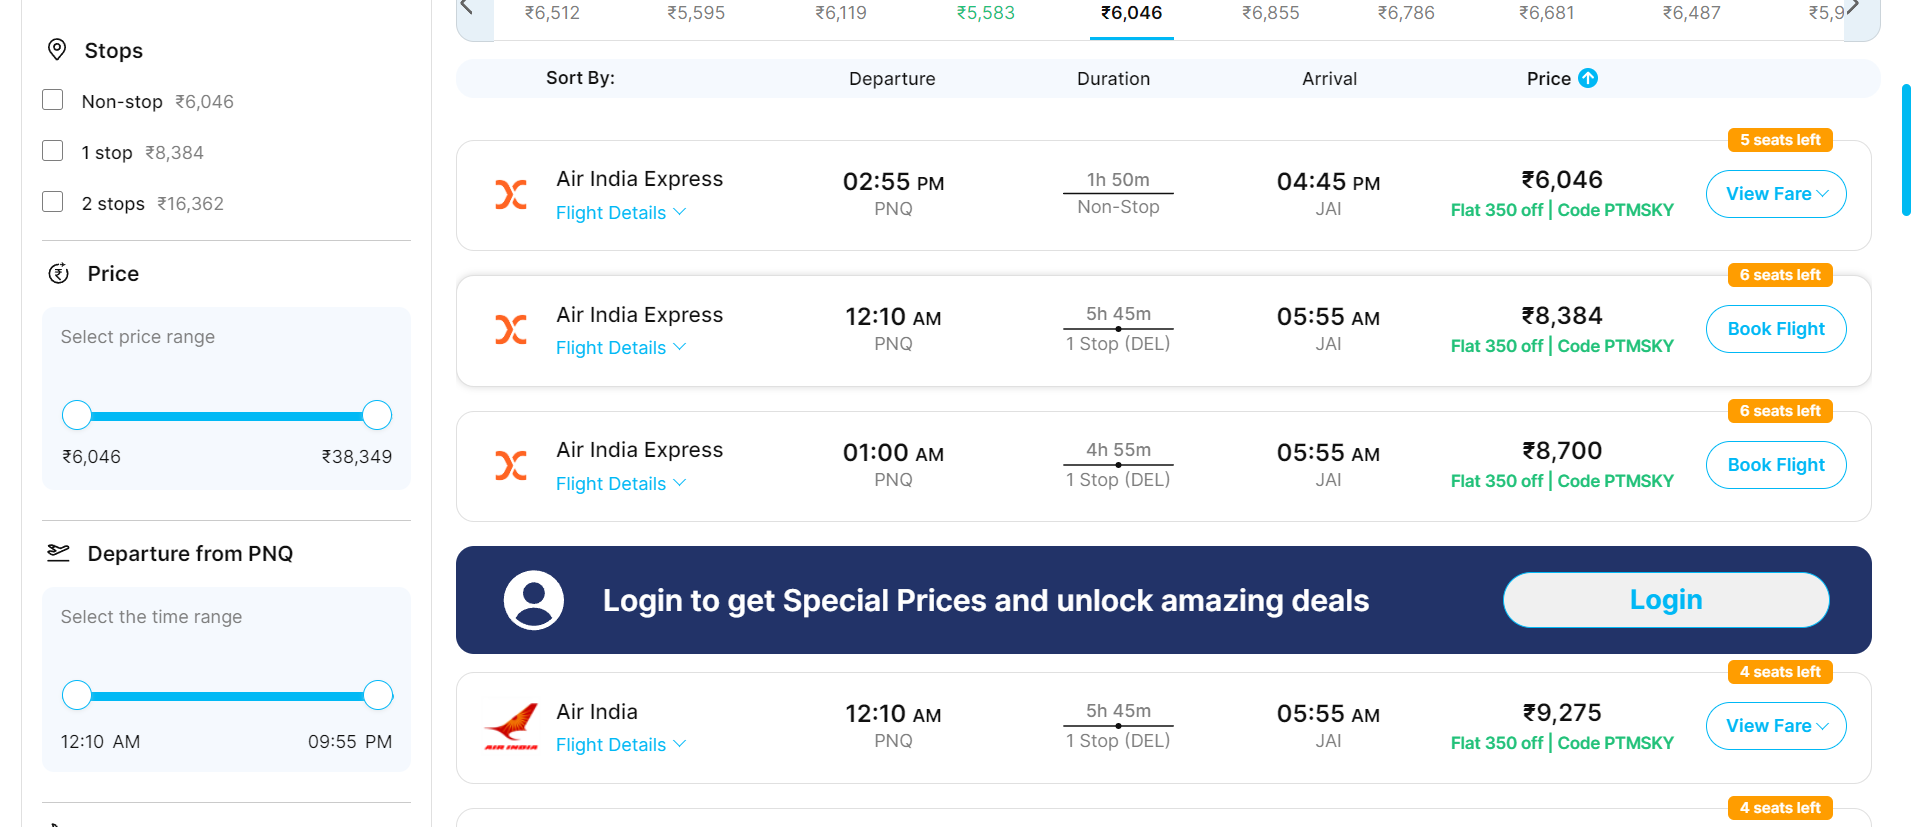 ₹6,512 ₹5,595 ₹6,119 ₹5,583 ₹6,046 ₹6,855 ₹6,786 ₹6,681 ₹6,487 ₹5,9
Stops
Non-stop ₹6,046
1 stop ₹8,384
2 stops ₹16,362
Price
Select price range
₹6,046 ₹38,349
Departure from PNQ
Select the time range
12:10 AM 09:55 PM
Sort By: Departure Duration Arrival Price
5 seats left
Air India Express 02:55 PM 1h 50m 04:45 PM ₹6,046 View Fare
Flight Details PNQ Non-Stop JAI Flat 350 off | Code PTMSKY
6 seats left
Air India Express 12:10 AM 5h 45m 05:55 AM ₹8,384 Book Flight
Flight Details PNQ 1 Stop (DEL) JAI Flat 350 off | Code PTMSKY
6 seats left
Air India Express 01:00 AM 4h 55m 05:55 AM ₹8,700 Book Flight
Flight Details PNQ 1 Stop (DEL) JAI Flat 350 off | Code PTMSKY
Login to get Special Prices and unlock amazing deals Login
4 seats left
AIR INDIA Air India 12:10 AM 5h 45m 05:55 AM ₹9,275 View Fare
Flight Details PNQ 1 Stop (DEL) JAI Flat 350 off | Code PTMSKY
4 seats left